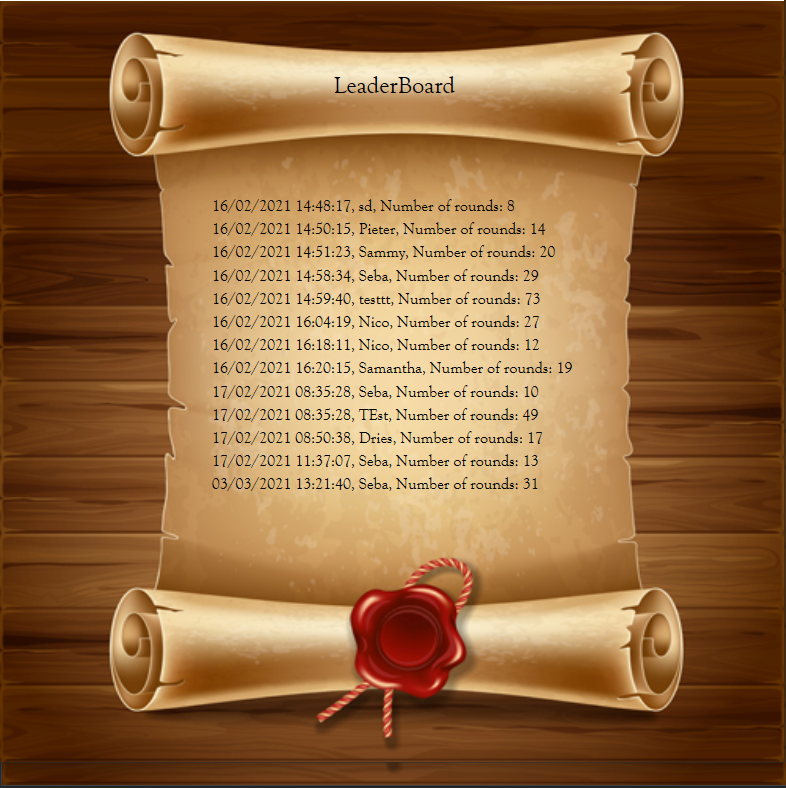 LeaderBoard
16/02/2021 14:48:17, sd, Number of rounds: 8
16/02/2021 14:50:15, Pieter, Number of rounds: 14
16/02/2021 14:51:23, Sammy, Number of rounds: 20
16/02/2021 14:58:34, Seba, Number of rounds: 29
16/02/2021 14:59:40, testtt, Number of rounds: 73
16/02/2021 16:04:19, Nico, Number of rounds: 27
16/02/2021 16:18:11, Nico, Number of rounds: 12
16/02/2021 16:20:15, Samantha, Number of rounds: 19
17/02/2021 08:35:28, Seba, Number of rounds: 10
17/02/2021 08:35:28, TEst, Number of rounds: 49
17/02/2021 08:50:38, Dries, Number of rounds: 17
17/02/2021 11:37:07, Seba, Number of rounds: 13
03/03/2021 13:21:40, Seba, Number of rounds: 31